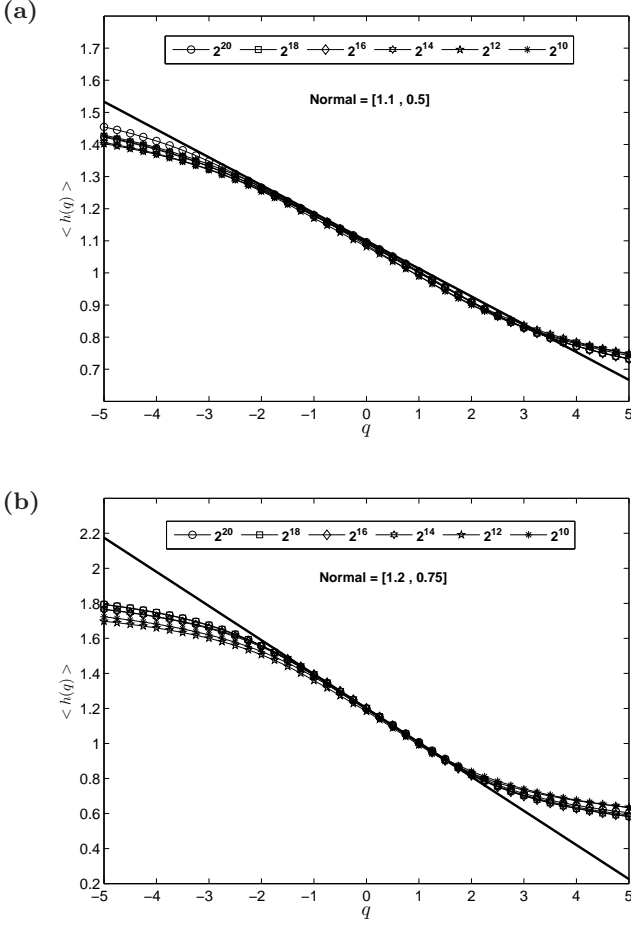 (a)
1.7
2^20 2^18 2^16 2^14 2^12 2^10
1.6
Normal = [1.1 , 0.5]
1.5
1.4
1.3
1.2
< h(q) >
1.1
1
0.9
0.8
0.7
−5 −4 −3 −2 −1 0 1 2 3 4 5
q
(b)
2.2
2^20 2^18 2^16 2^14 2^12 2^10
2
Normal = [1.2 , 0.75]
1.8
1.6
1.4
< h(q) >
1.2
1
0.8
0.6
0.4
0.2
−5 −4 −3 −2 −1 0 1 2 3 4 5
q